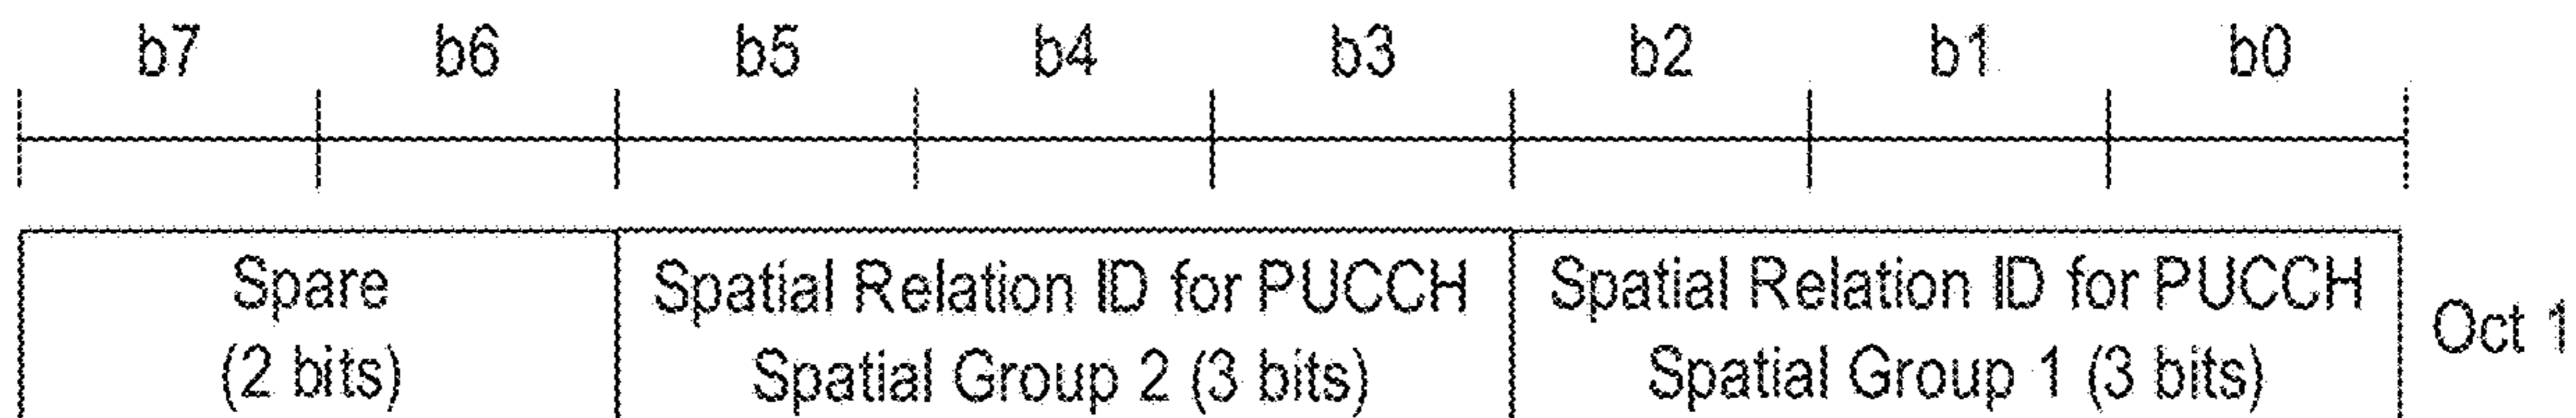 b7 b6 b5 b4 b3 b2 b1 b0
Spare Spatial Relation ID for PUCCH Spatial Relation ID for PUCCH
(2 bits) Spatial Group 2 (3 bits) Spatial Group 1 (3 bits)
Oct 1